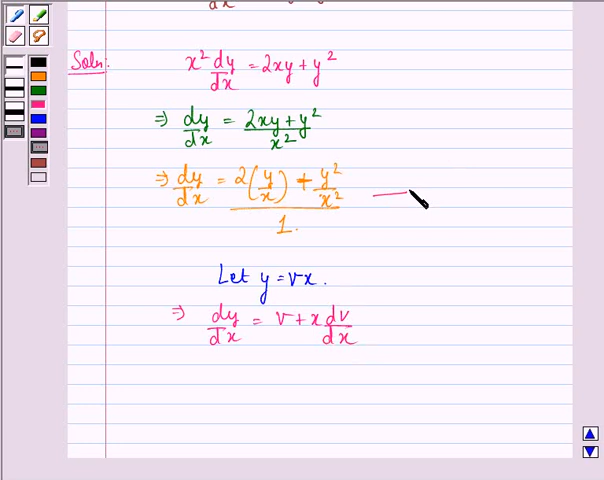 dx
Soln: x² dy/dx = 2xy + y²
⇒ dy/dx = (2xy + y²)/x²
⇒ dy/dx = (2(y/x) + y²/x²)/1.
Let y = vx.
⇒ dy/dx = v + x dv/dx